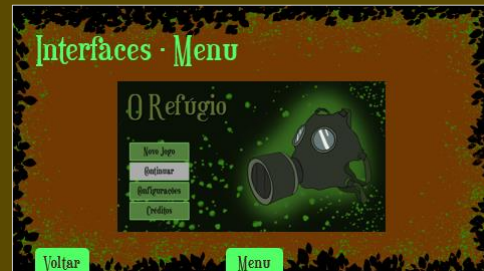 Interfaces - Menu
O Refúgio
Novo Jogo
Continuar
Configurações
Créditos
Voltar
Menu